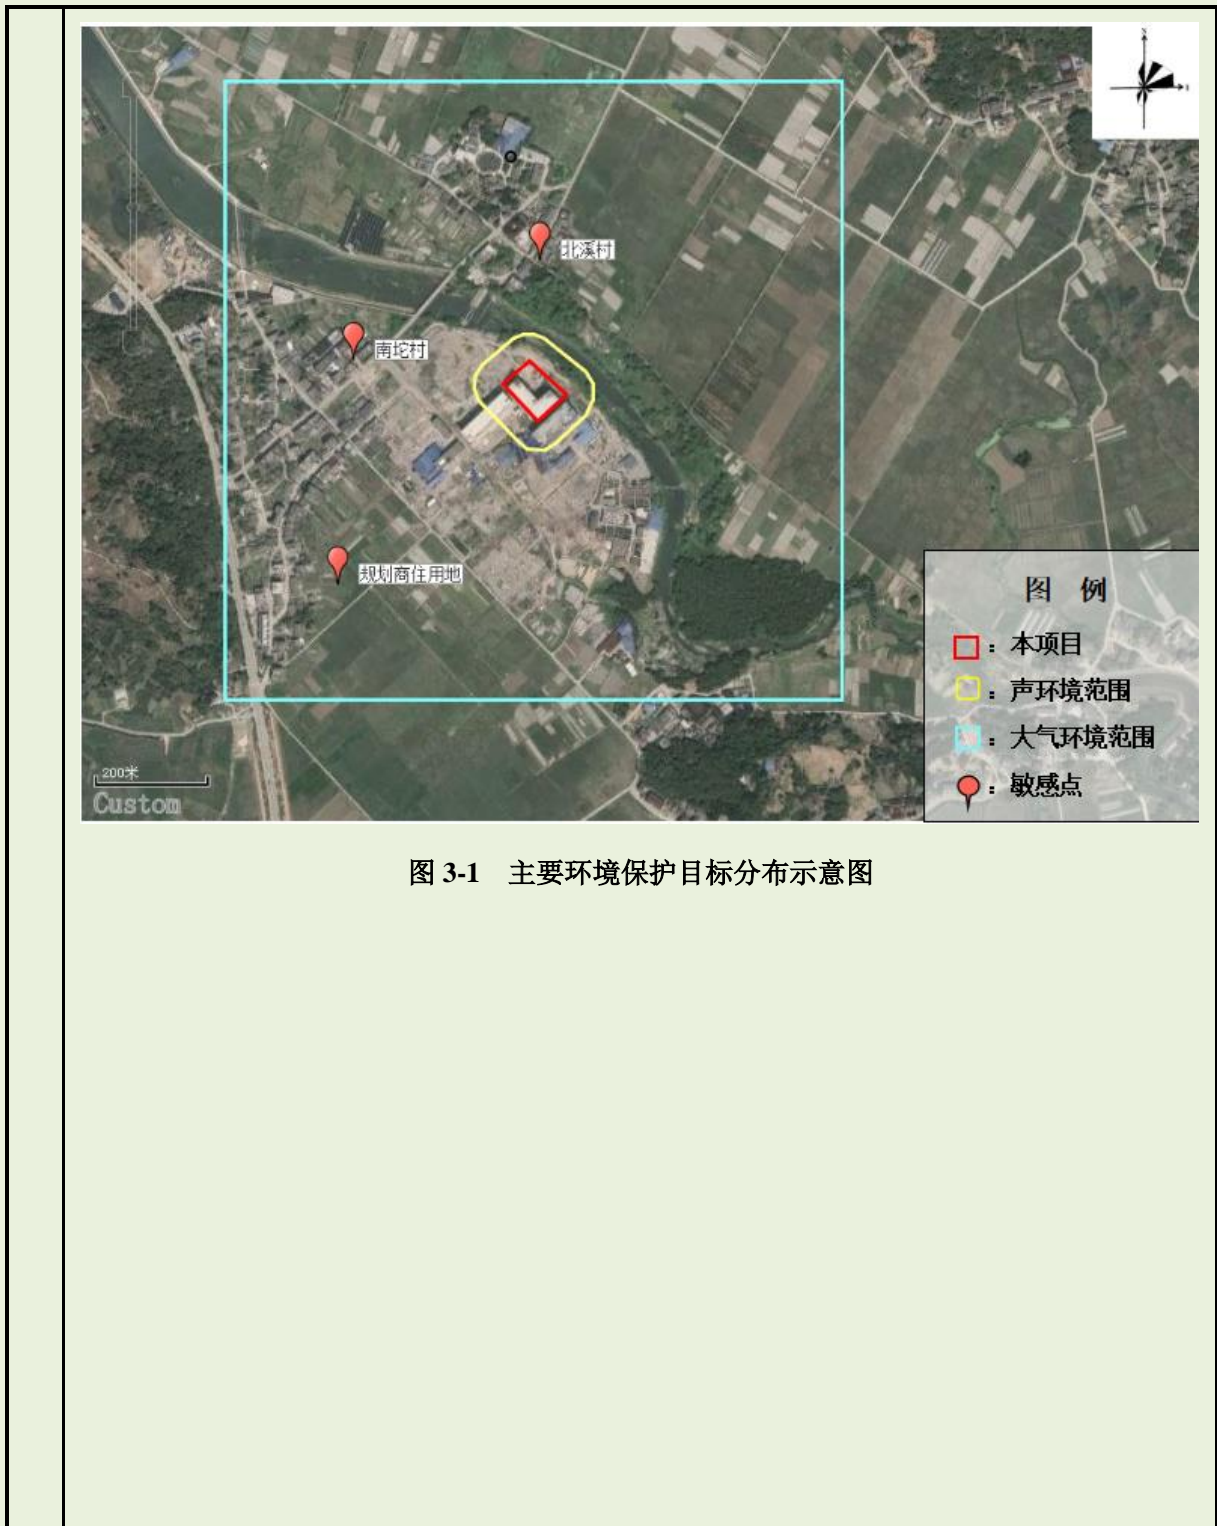 北溪村
南坨村
规划商住用地
图 例
：本项目
：声环境范围
：大气环境范围
：敏感点
200米
Custom
图 3-1 主要环境保护目标分布示意图